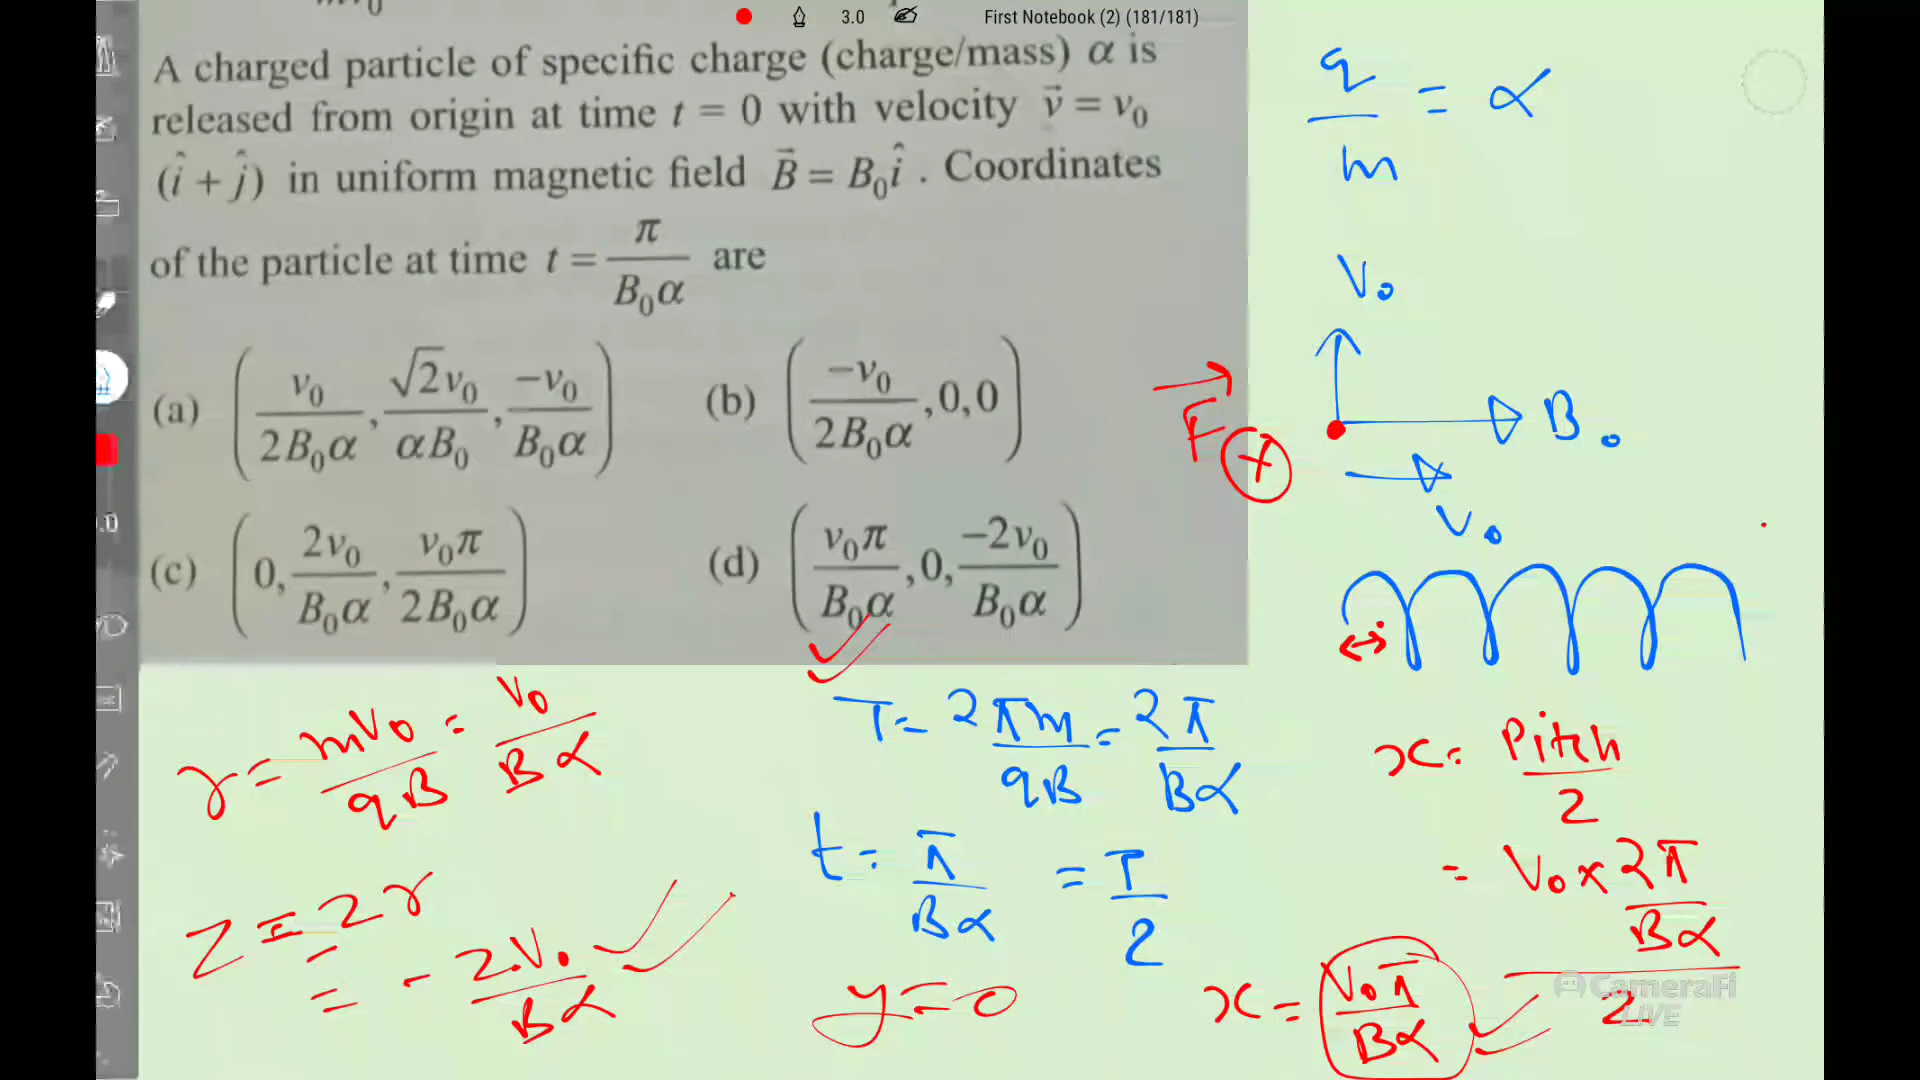 3.0 First Notebook (2) (181/181)
A charged particle of specific charge (charge/mass) α is
released from origin at time t = 0 with velocity v⃗ = v₀
(î + ĵ) in uniform magnetic field B⃗ = B₀î . Coordinates
of the particle at time t = π/B₀α are
(a) (v₀/2B₀α, √2v₀/αB₀, -v₀/B₀α)
(b) (-v₀/2B₀α, 0, 0)
(c) (0, 2v₀/B₀α, v₀π/2B₀α)
(d) (v₀π/B₀α, 0, -2v₀/B₀α)
q/m = α
V₀
F⃗ +
B₀
V₀
r = mV₀/qB = V₀/Bα
Z = 2r
= - 2V₀/Bα
T = 2πm/qB = 2π/Bα
t = π/Bα = T/2
y = 0
x = Pitch/2
= V₀ × 2π/Bα / 2
x = V₀π/Bα
CameraFi
LIVE